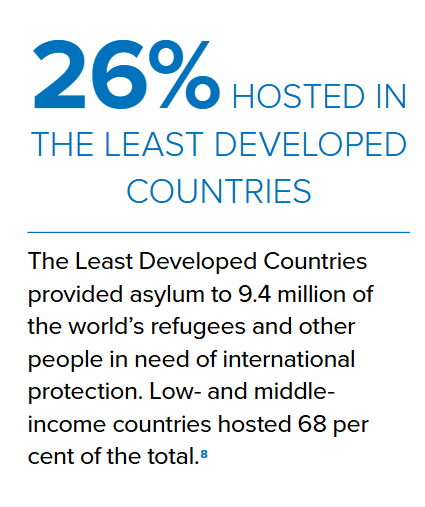 26% HOSTED IN
THE LEAST DEVELOPED
COUNTRIES
The Least Developed Countries
provided asylum to 9.4 million of
the world’s refugees and other
people in need of international
protection. Low- and middle-
income countries hosted 68 per
cent of the total.⁸